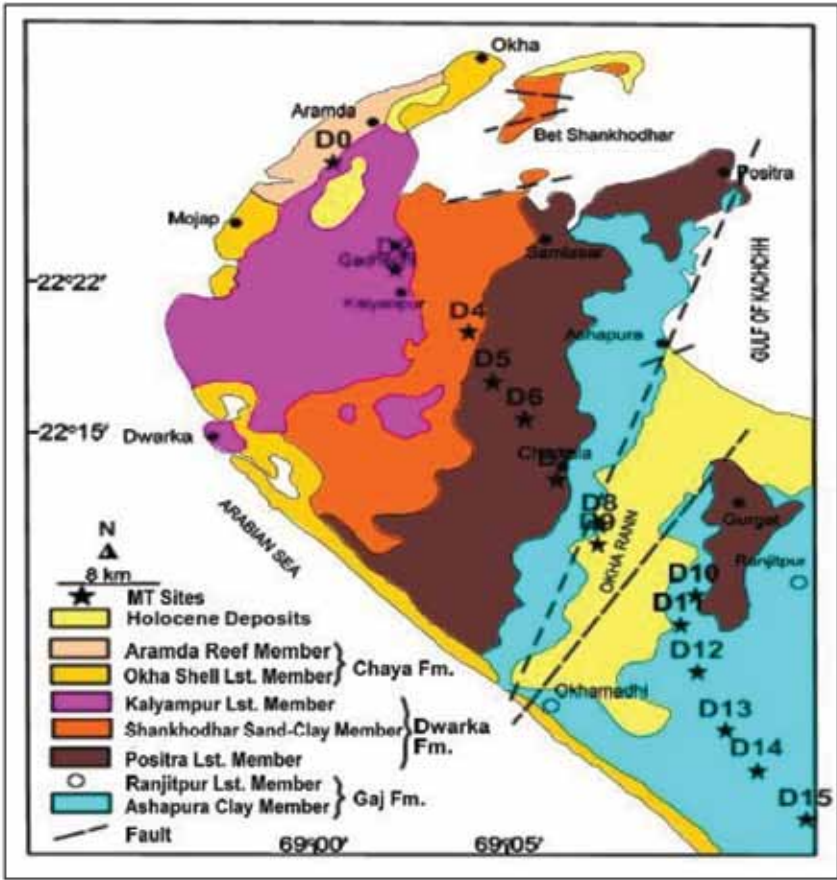 Okha
Aramda
D0
Bet Shankhodhar
Positra
Mojap
Samlasar
22°22'
Kalyanpur
D4
Ashapura
GULF OF KACHCHH
D5
D6
22°15'
Dwarka
D8
D9
ARABIAN SEA
OKHA RANN
Gurgat
Ranjitpur
D10
D11
D12
Okhamadhi
D13
D14
D15
N
8 km
MT Sites
Holocene Deposits
Aramda Reef Member
Okha Shell Lst. Member
Chaya Fm.
Kalyampur Lst. Member
Shankhodhar Sand-Clay Member
Positra Lst. Member
Dwarka Fm.
Ranjitpur Lst. Member
Ashapura Clay Member
Gaj Fm.
Fault
69°00'
69°05'